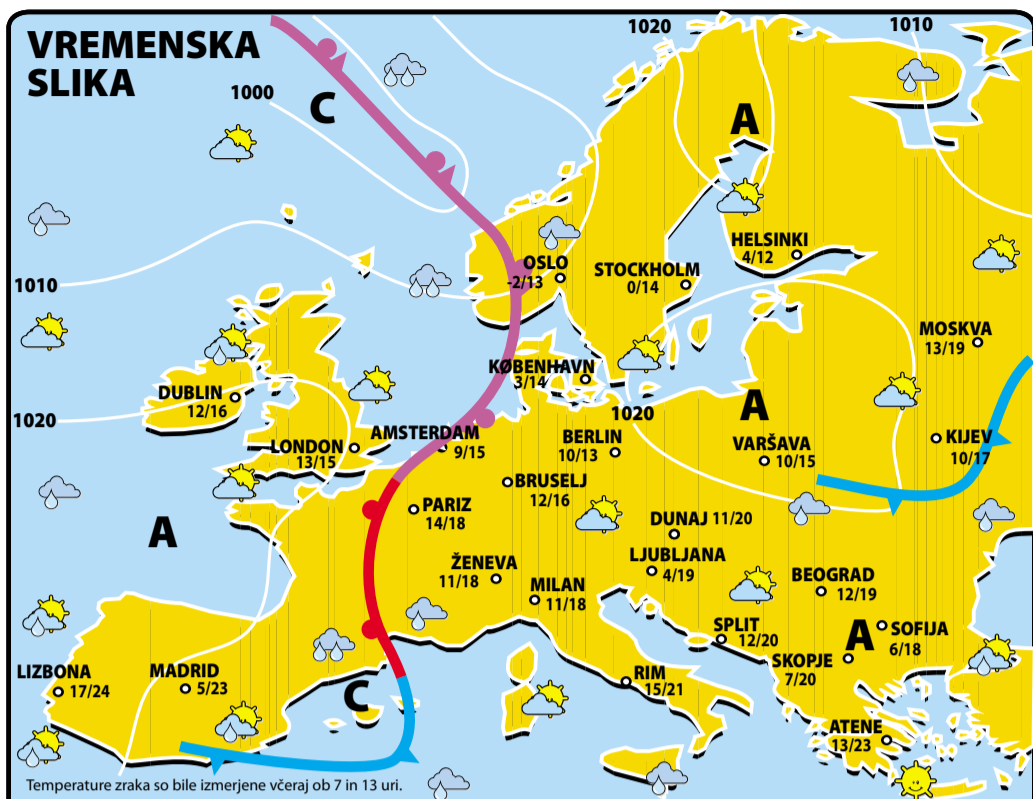 VREMENSKA
SLIKA
1020
1010
1000
C
A
HELSINKI
4/12
OSLO
-2/13
STOCKHOLM
0/14
1010
MOSKVA
13/19
KØBENHAVN
3/14
DUBLIN
12/16
1020
1020
A
LONDON
13/15
AMSTERDAM
9/15
BERLIN
10/13
VARŠAVA
10/15
KIJEV
10/17
BRUSELJ
12/16
PARIZ
14/18
A
DUNAJ 11/20
LJUBLJANA
4/19
ŽENEVA
11/18
MILAN
11/18
BEOGRAD
12/19
SPLIT
12/20
A
SOFIJA
6/18
SKOPJE
7/20
LIZBONA
17/24
MADRID
5/23
C
RIM
15/21
ATENE
13/23
Temperature zraka so bile izmerjene včeraj ob 7 in 13 uri.